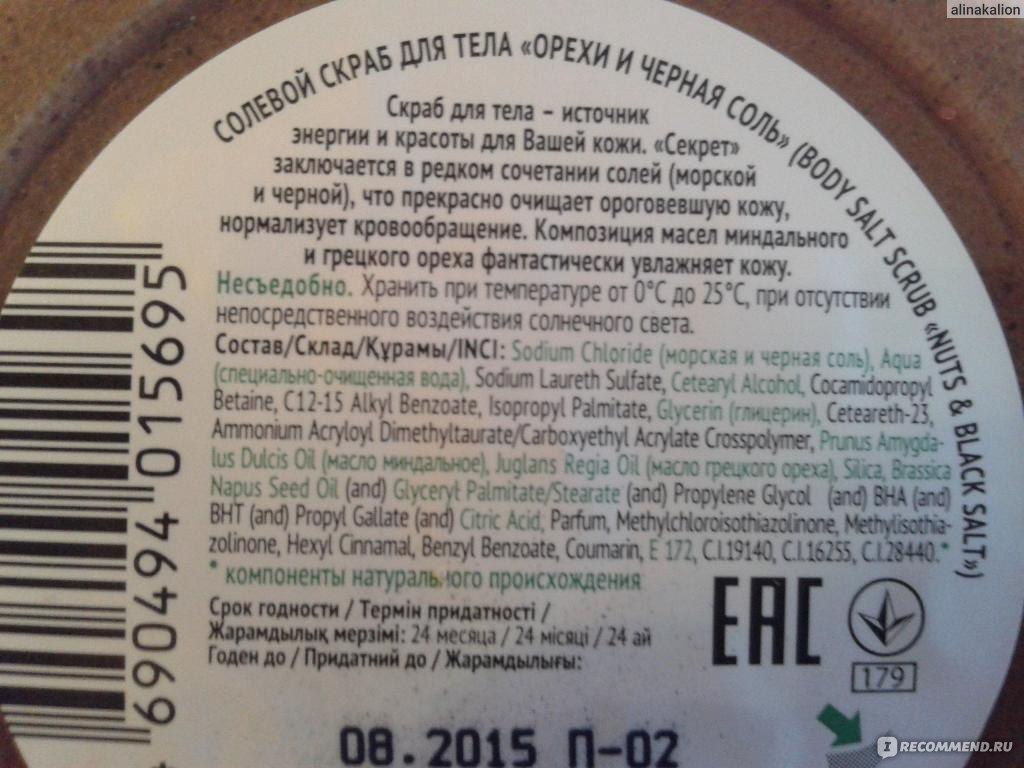 alinakalion
СОЛЕВОЙ СКРАБ ДЛЯ ТЕЛА «ОРЕХИ И ЧЕРНАЯ СОЛЬ» (BODY SALT SCRUB «NUTS & BLACK SALT»)
Скраб для тела – источник
энергии и красоты для Вашей кожи. «Секрет»
заключается в редком сочетании солей (морской
и черной), что прекрасно очищает ороговевшую кожу,
нормализует кровообращение. Композиция масел миндального
и грецкого ореха фантастически увлажняет кожу.
Несъедобно. Хранить при температуре от 0°С до 25°С, при отсутствии
непосредственного воздействия солнечного света.
Состав/Склад/Құрамы/INCI: Sodium Chloride (морская и черная соль), Aqua
(специально-очищенная вода), Sodium Laureth Sulfate, Cetearyl Alcohol, Cocamidopropyl
Betaine, C12-15 Alkyl Benzoate, Isopropyl Palmitate, Glycerin (глицерин), Ceteareth-23,
Ammonium Acryloyl Dimethyltaurate/Carboxyethyl Acrylate Crosspolymer, Prunus Amygda-
lus Dulcis Oil (масло миндальное), Juglans Regia Oil (масло грецкого ореха), Silica, Brassica
Napus Seed Oil (and) Glyceryl Palmitate/Stearate (and) Propylene Glycol (and) BHA (and)
BHT (and) Propyl Gallate (and) Citric Acid, Parfum, Methylchloroisothiazolinone, Methylisothia-
zolinone, Hexyl Cinnamal, Benzyl Benzoate, Coumarin, E 172, C.I.19140, C.I.16255, C.I.28440.*
* компоненты натурального происхождения
Срок годности / Термін придатності /
Жарамдылық мерзімі: 24 месяца / 24 місяці / 24 ай
Годен до / Придатний до / Жарамдылығы:
EAC
179
08.2015 П-02
690494 015695
IRECOMMEND.RU